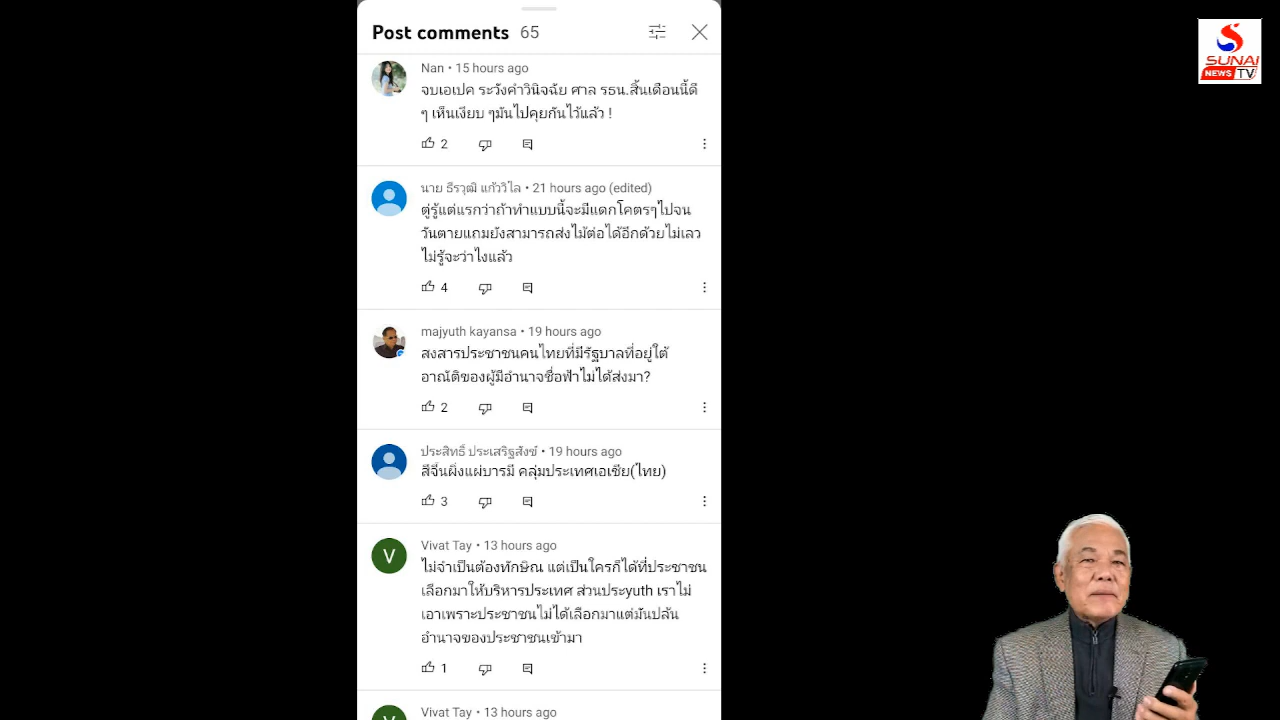 Post comments 65
SUNAI
NEWS TV
Nan • 15 hours ago
จบเอเปค ระวังคำวินิจฉัย ศาล รธน.สิ้นเดือนนี้ดี
ๆ เห็นเงียบ ๆมันไปคุยกันไว้แล้ว !
2
นาย ธีรวุฒิ แก้ววิไล • 21 hours ago (edited)
ตู่รู้แต่แรกว่าถ้าทำแบบนี้จะมีแดกโคตรๆไปจน
วันตายแถมยังสามารถส่งไม้ต่อได้อีกด้วยไม่เลว
ไม่รู้จะว่าไงแล้ว
4
majyuth kayansa • 19 hours ago
สงสารประชาชนคนไทยที่มีรัฐบาลที่อยู่ใต้
อาณัติของผู้มีอำนาจชื่อฟ้าไม่ได้ส่งมา?
2
ประสิทธิ์ ประเสริฐสังข์ • 19 hours ago
สีจิ้นผิงแผ่บารมี คลุ่มประเทศเอเซีย(ไทย)
3
V
Vivat Tay • 13 hours ago
ไม่จำเป็นต้องทักษิณ แต่เป็นใครก็ได้ที่ประชาชน
เลือกมาให้บริหารประเทศ ส่วนประyuth เราไม่
เอาเพราะประชาชนไม่ได้เลือกมาแต่มันปล้น
อำนาจของประชาชนเข้ามา
1
V
Vivat Tay • 13 hours ago